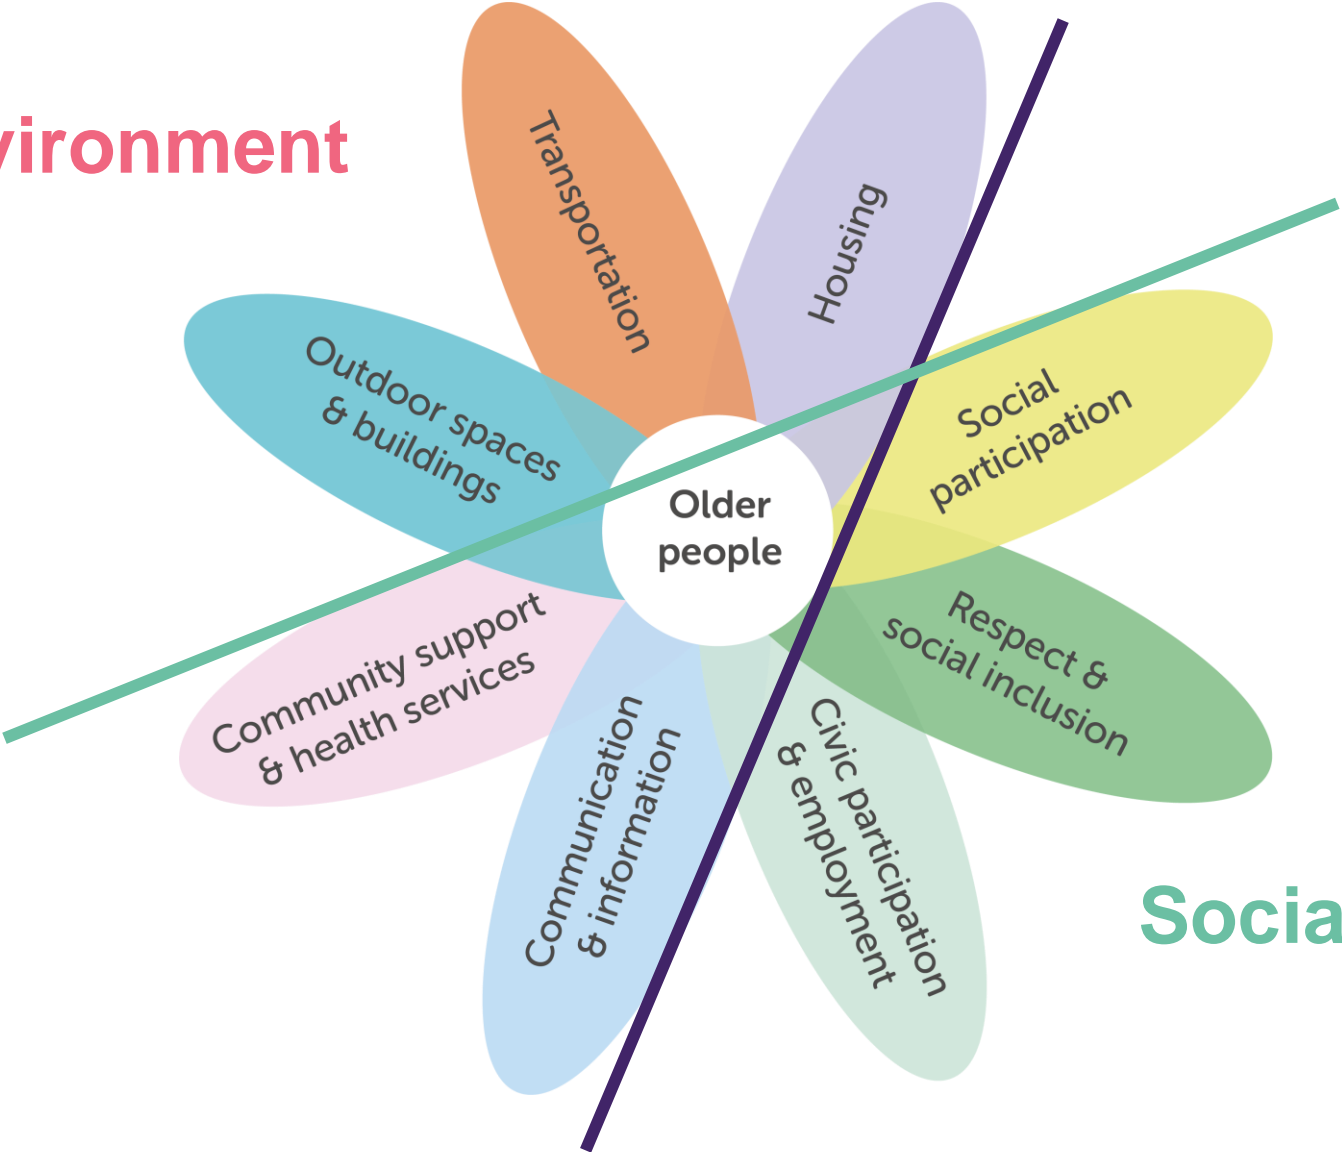 vironment
Transportation
Housing
Outdoor spaces
& buildings
Social
participation
Older
people
Community support
& health services
Respect &
social inclusion
Communication
& information
Civic participation
& employment
Socia